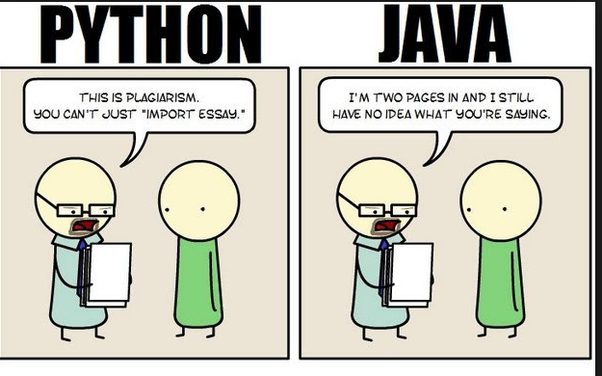 PYTHON
THIS IS PLAGIARISM.
YOU CAN'T JUST "IMPORT ESSAY."
JAVA
I'M TWO PAGES IN AND I STILL
HAVE NO IDEA WHAT YOU'RE SAYING.